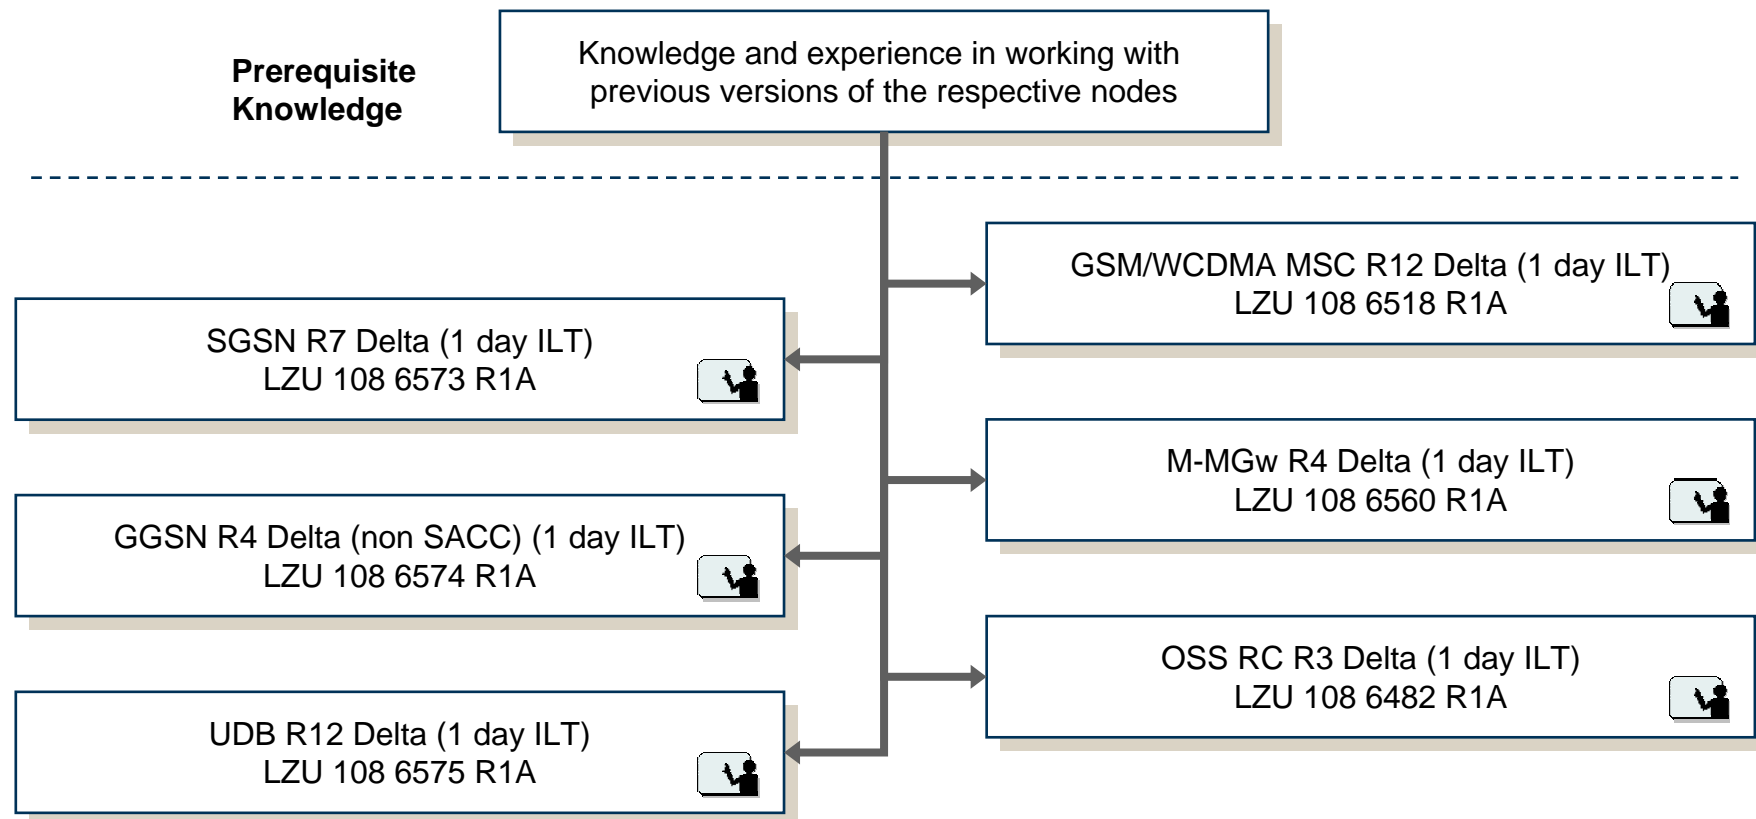 Prerequisite
Knowledge
Knowledge and experience in working with
previous versions of the respective nodes
GSM/WCDMA MSC R12 Delta (1 day ILT)
LZU 108 6518 R1A
SGSN R7 Delta (1 day ILT)
LZU 108 6573 R1A
M-MGw R4 Delta (1 day ILT)
LZU 108 6560 R1A
GGSN R4 Delta (non SACC) (1 day ILT)
LZU 108 6574 R1A
OSS RC R3 Delta (1 day ILT)
LZU 108 6482 R1A
UDB R12 Delta (1 day ILT)
LZU 108 6575 R1A